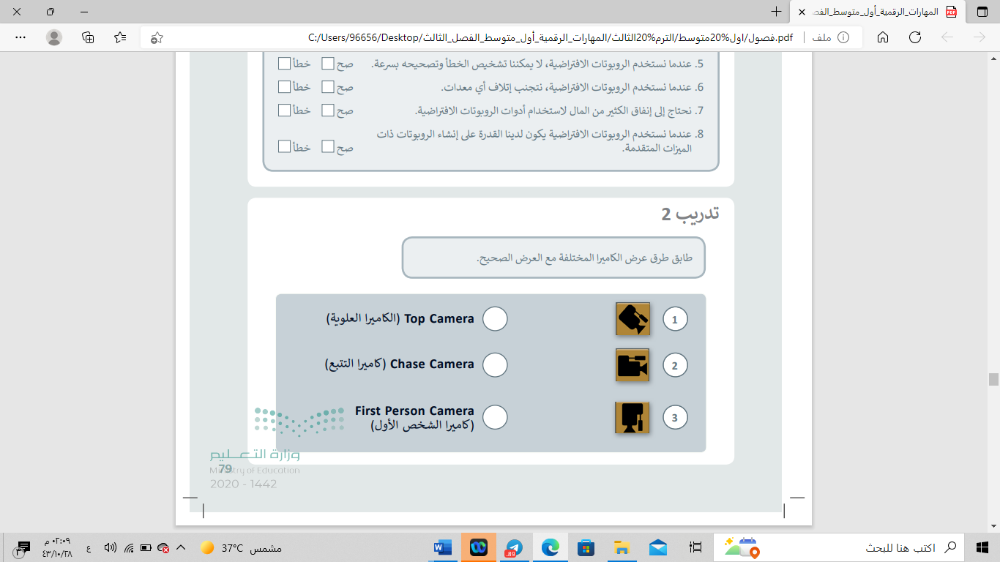 المهارات_الرقمية_أول_متوسط_الفص
ملف
C:/Users/96656/Desktop/فصول/اول%20متوسط/الترم%20الثالث/المهارات_الرقمية_أول_متوسط_الفصل_الثالث.pdf
5. عندما نستخدم الروبوتات الافتراضية، لا يمكننا تشخيص الخطأ وتصحيحه بسرعة. صح خطأ
6. عندما نستخدم الروبوتات الافتراضية، نتجنب إتلاف أي معدات. صح خطأ
7. نحتاج إلى إنفاق الكثير من المال لاستخدام أدوات الروبوتات الافتراضية. صح خطأ
8. عندما نستخدم الروبوتات الافتراضية يكون لدينا القدرة على إنشاء الروبوتات ذات
الميزات المتقدمة. صح خطأ
تدريب 2
طابق طرق عرض الكاميرا المختلفة مع العرض الصحيح.
1 Top Camera (الكاميرا العلوية)
2 Chase Camera (كاميرا التتبع)
3 First Person Camera
(كاميرا الشخص الأول)
وزارة التعليم
Ministry of Education
79
2020 - 1442
اكتب هنا للبحث
.89
37°C مشمس
ع
٠٢:٠٩ م
٤٣/١٠/٢٨
٣